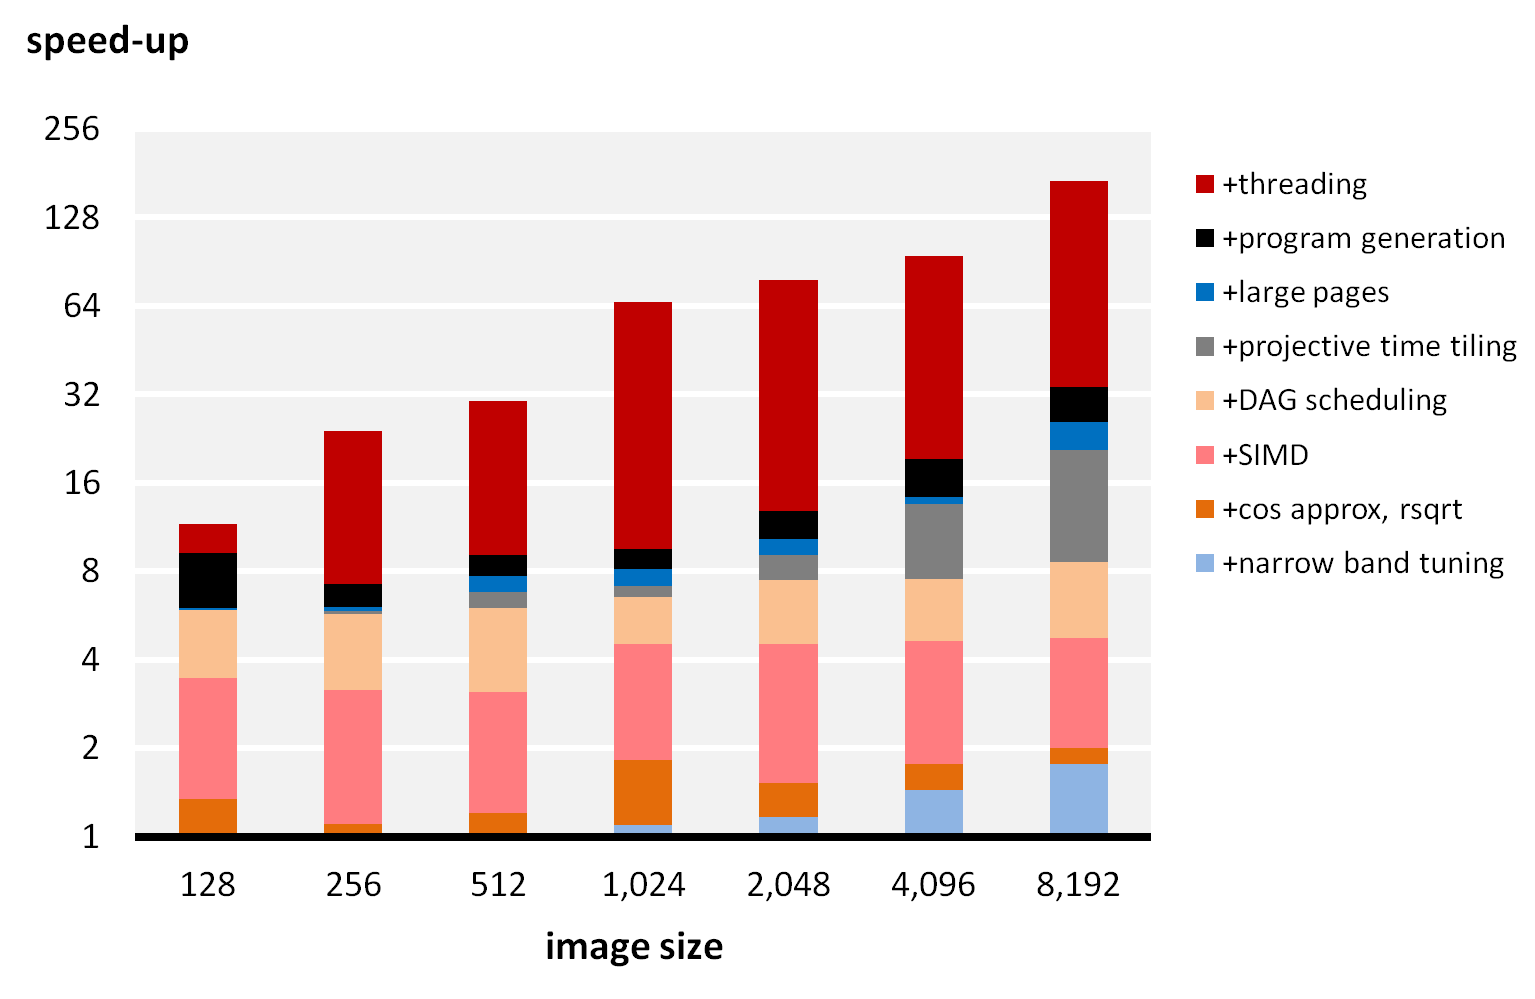 speed-up
256
128
64
32
16
8
4
2
1
128 256 512 1,024 2,048 4,096 8,192
image size
+threading
+program generation
+large pages
+projective time tiling
+DAG scheduling
+SIMD
+cos approx, rsqrt
+narrow band tuning